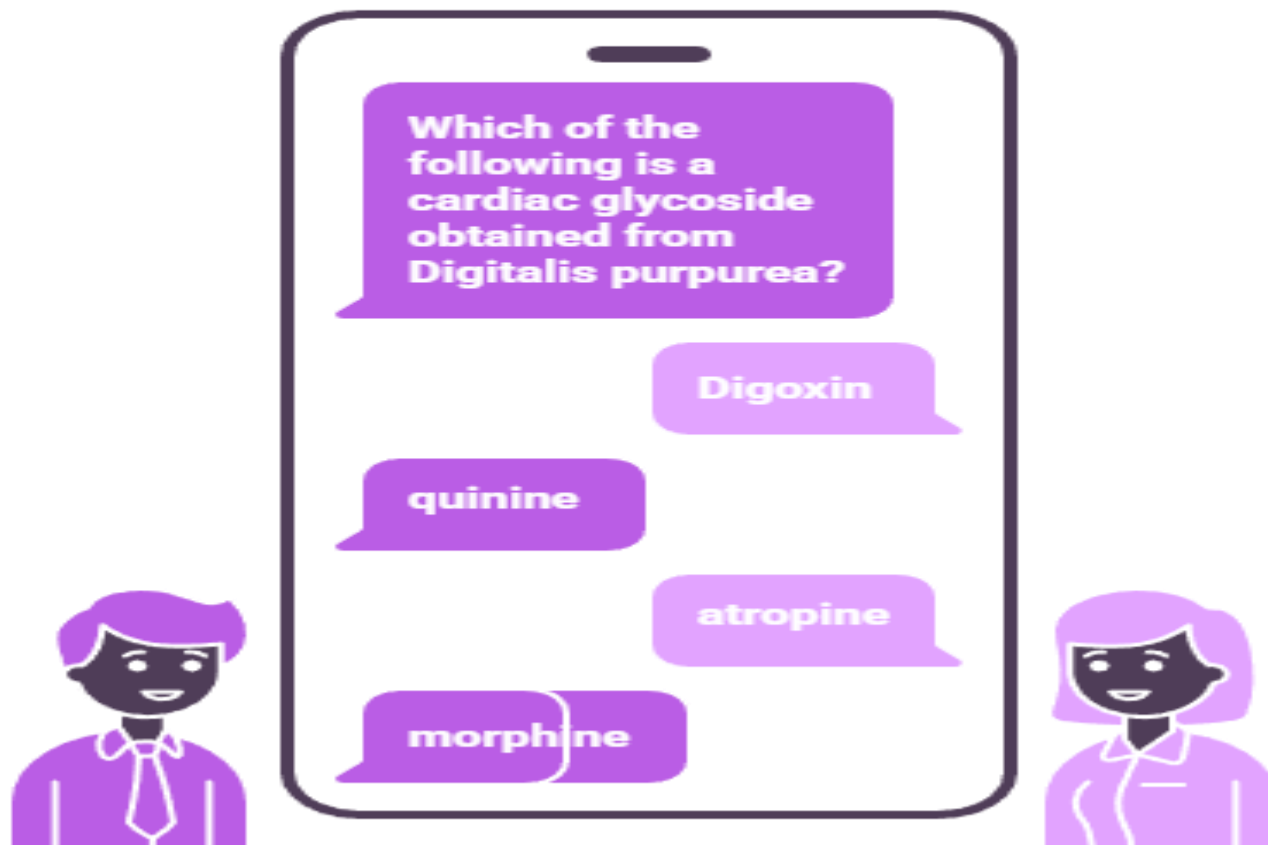 Which of the
following is a
cardiac glycoside
obtained from
Digitalis purpurea?
Digoxin
quinine
atropine
morphine